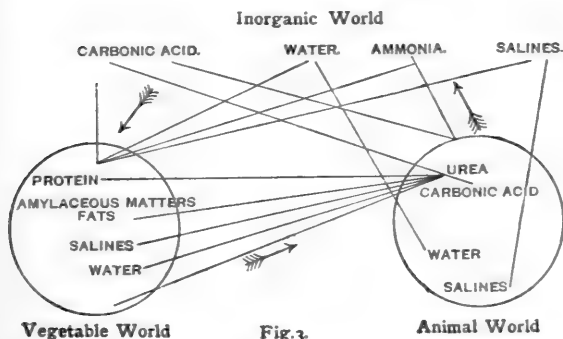 Inorganic World
CARBONIC ACID. WATER. AMMONIA. SALINES.
PROTEIN
AMYLACEOUS MATTERS
FATS
SALINES
WATER
UREA
CARBONIC ACID
WATER
SALINES
Vegetable World Fig.3. Animal World